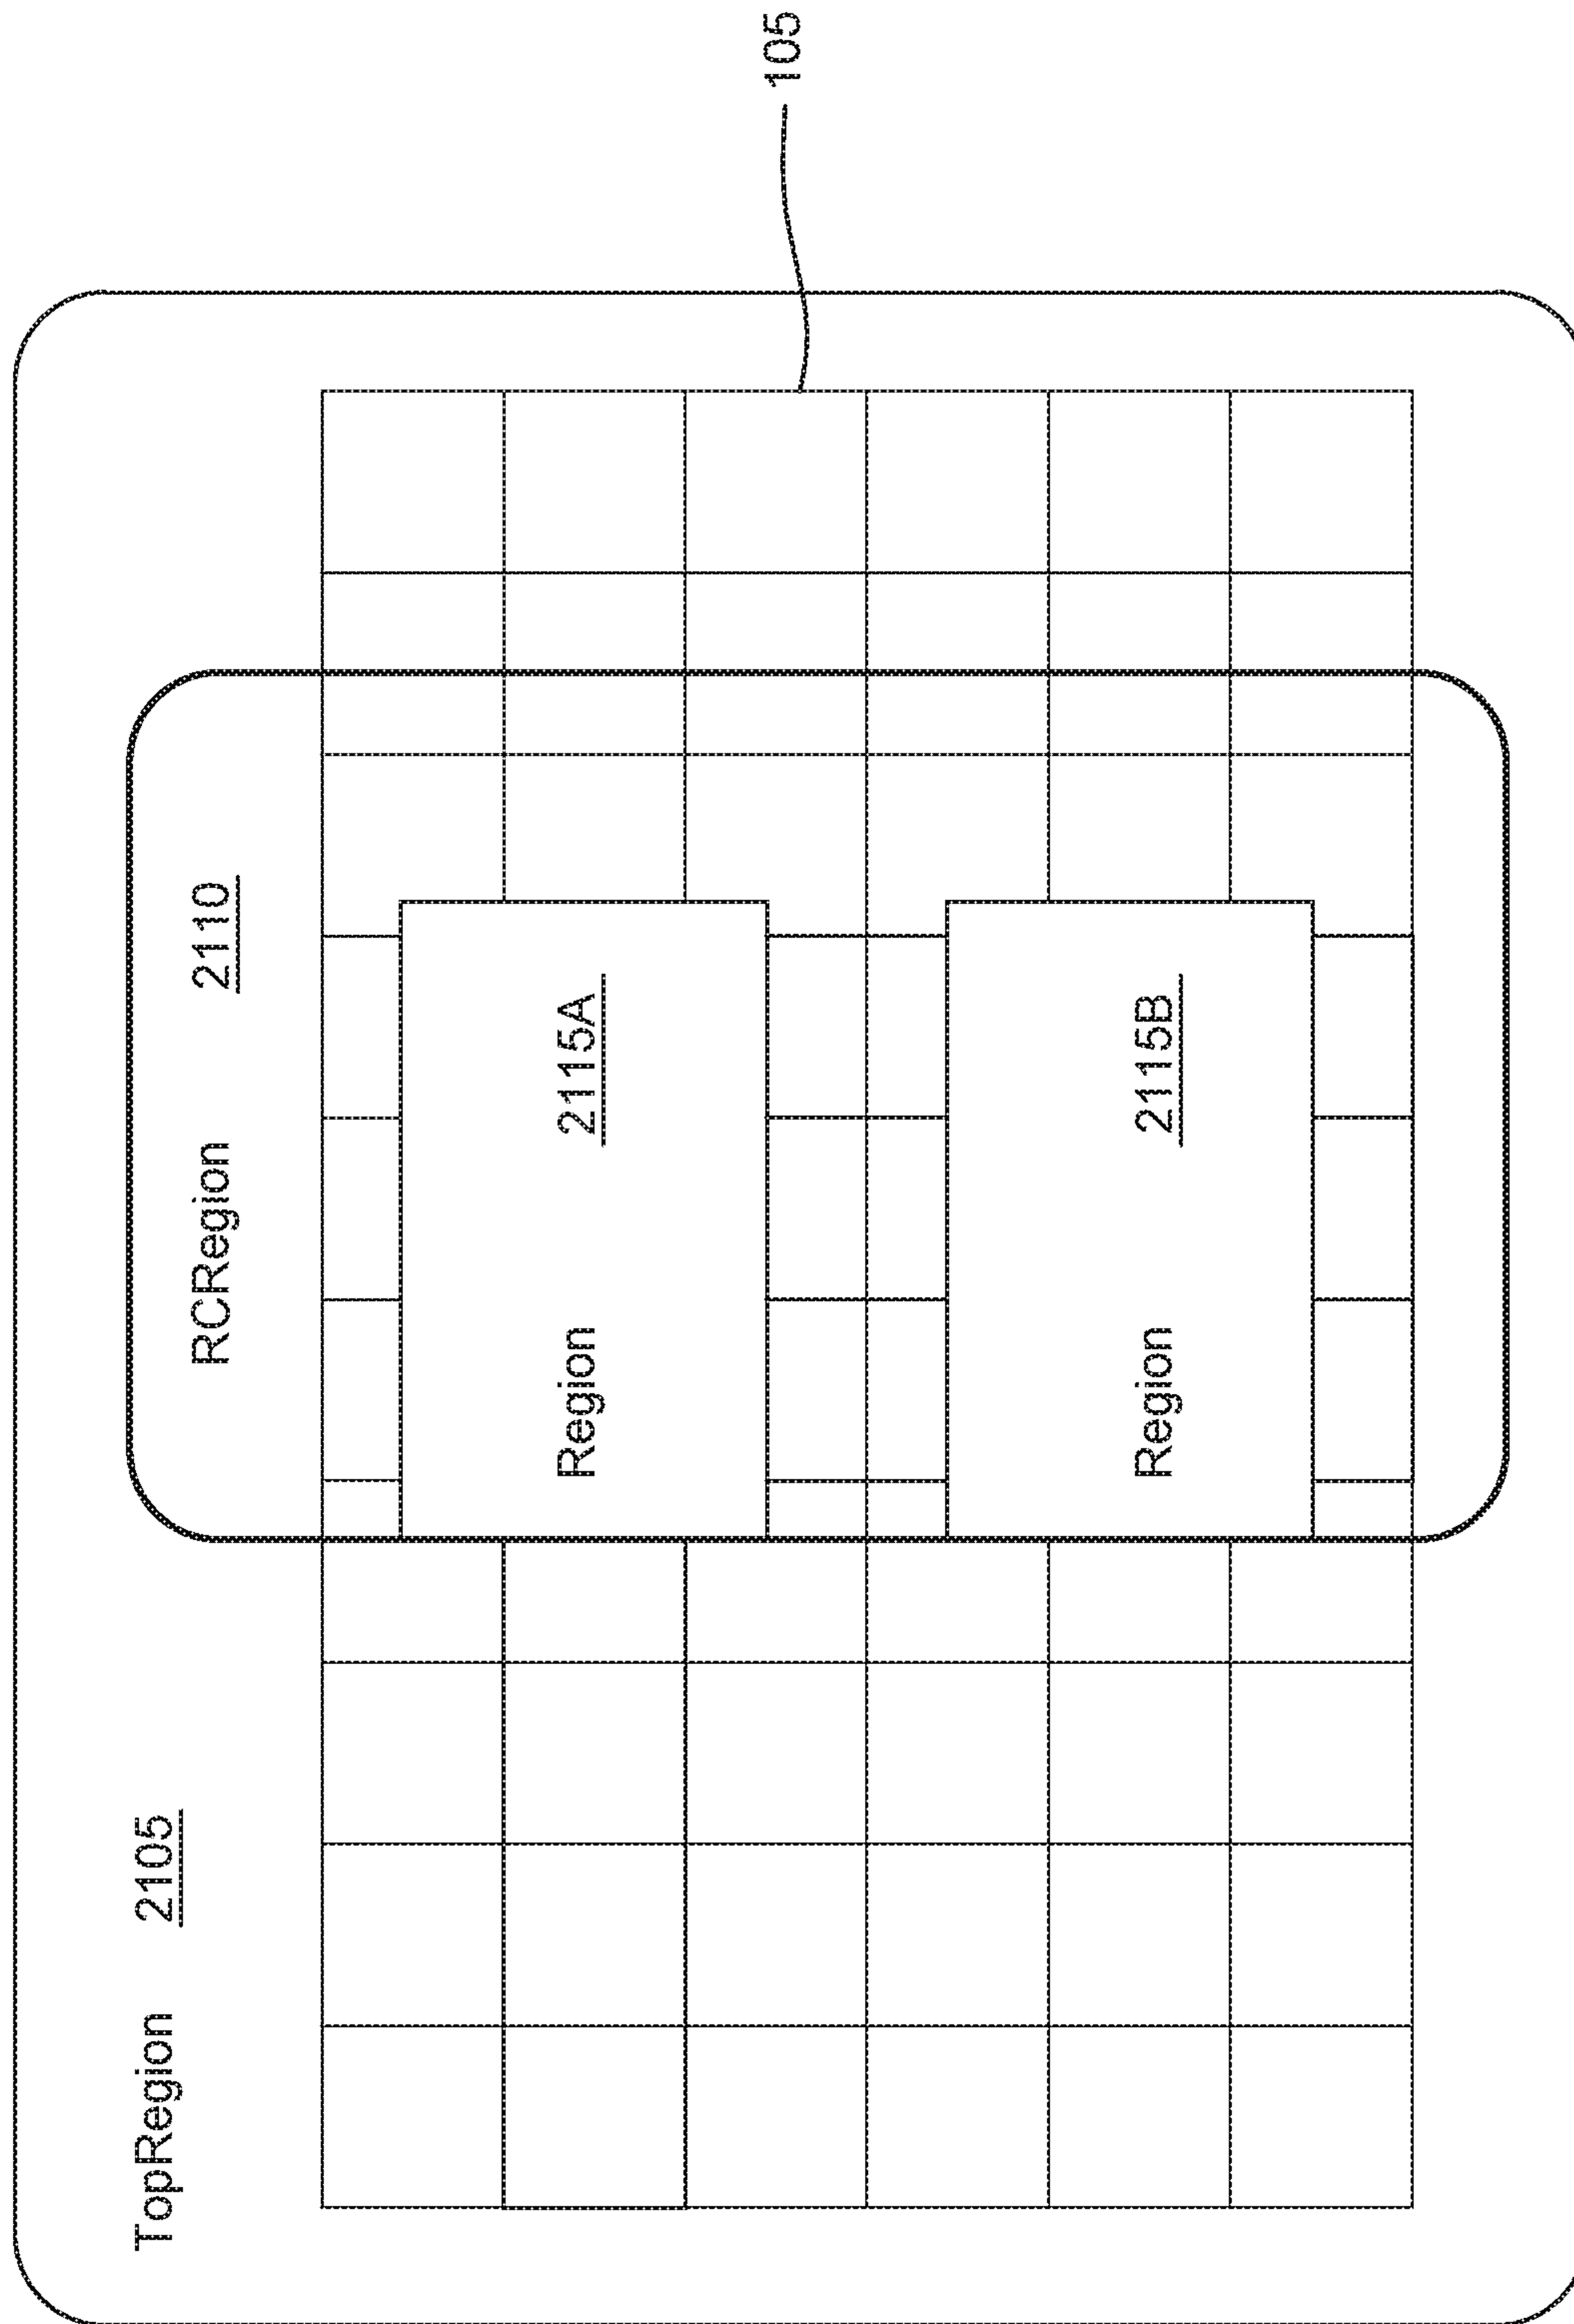 TopRegion 2105
RCRegion 2110
Region 2115A
Region 2115B
105